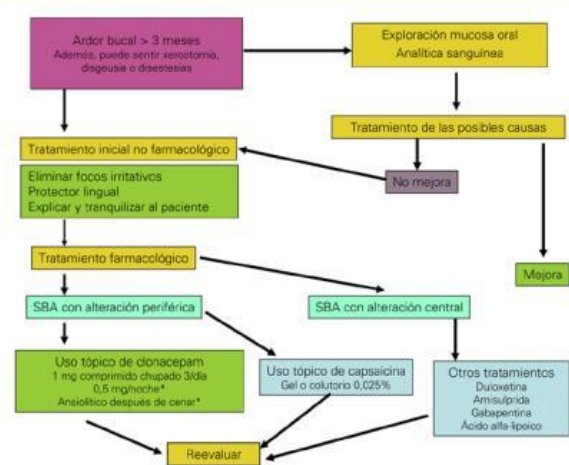 Ardor bucal > 3 meses
Además, puede sentir xerostomía,
disgeusia o disestesias
Exploración mucosa oral
Analítica sanguínea
Tratamiento de las posibles causas
Tratamiento inicial no farmacológico
No mejora
Eliminar focos irritativos
Protector lingual
Explicar y tranquilizar al paciente
Tratamiento farmacológico
Mejora
SBA con alteración periférica
SBA con alteración central
Uso tópico de clonacepam
1 mg comprimido chupado 3/día
0,5 mg/noche*
Ansiolítico después de cenar*
Uso tópico de capsaicina
Gel o colutorio 0,025%
Otros tratamientos
Duloxetina
Amisulprida
Gabapentina
Ácido alfa-lipoico
Reevaluar